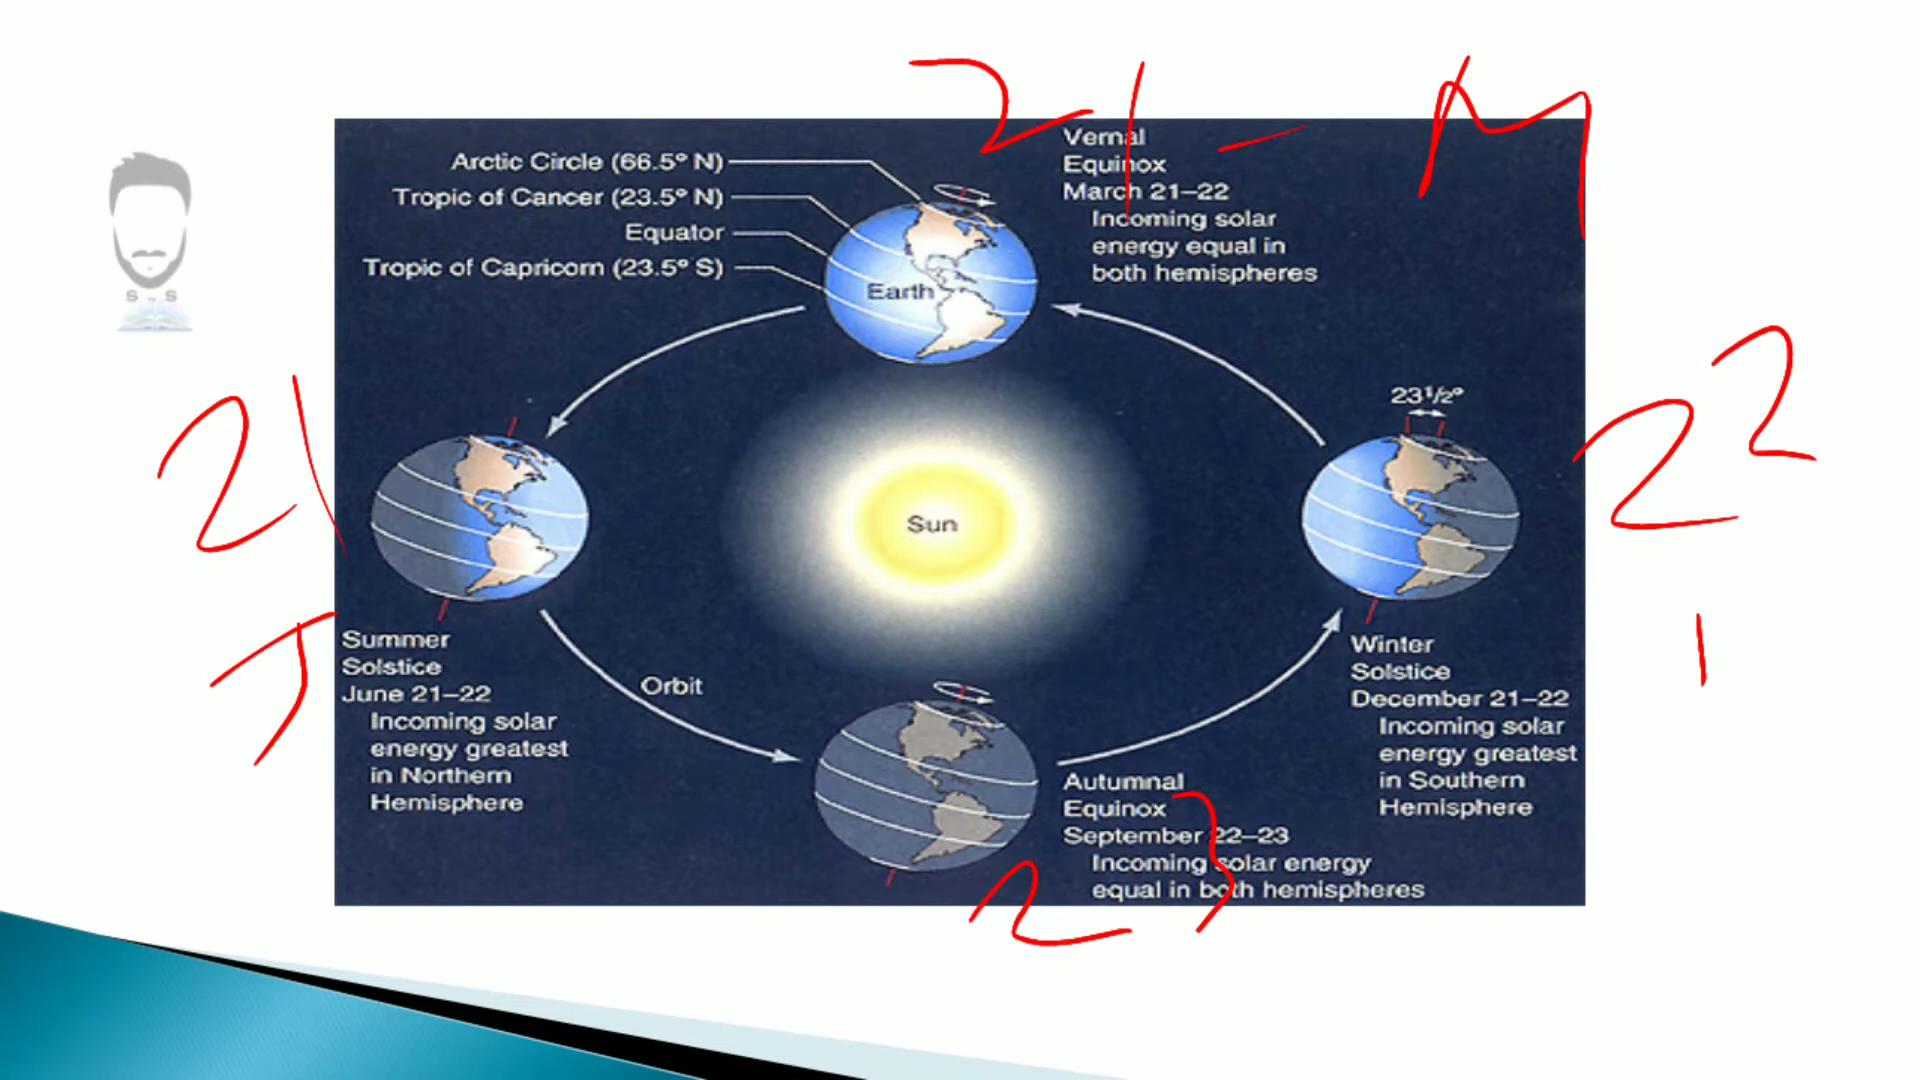 21 - M
Vernal
Equinox
March 21–22
Incoming solar
energy equal in
both hemispheres
Arctic Circle (66.5° N)
Tropic of Cancer (23.5° N)
Equator
Tropic of Capricorn (23.5° S)
Earth
S الا S
21
J
22
23½°
Sun
Summer
Solstice
June 21–22
Incoming solar
energy greatest
in Northern
Hemisphere
Orbit
Winter
Solstice
December 21–22
Incoming solar
energy greatest
in Southern
Hemisphere
Autumnal
Equinox
September 22–23
Incoming solar energy
equal in both hemispheres
23